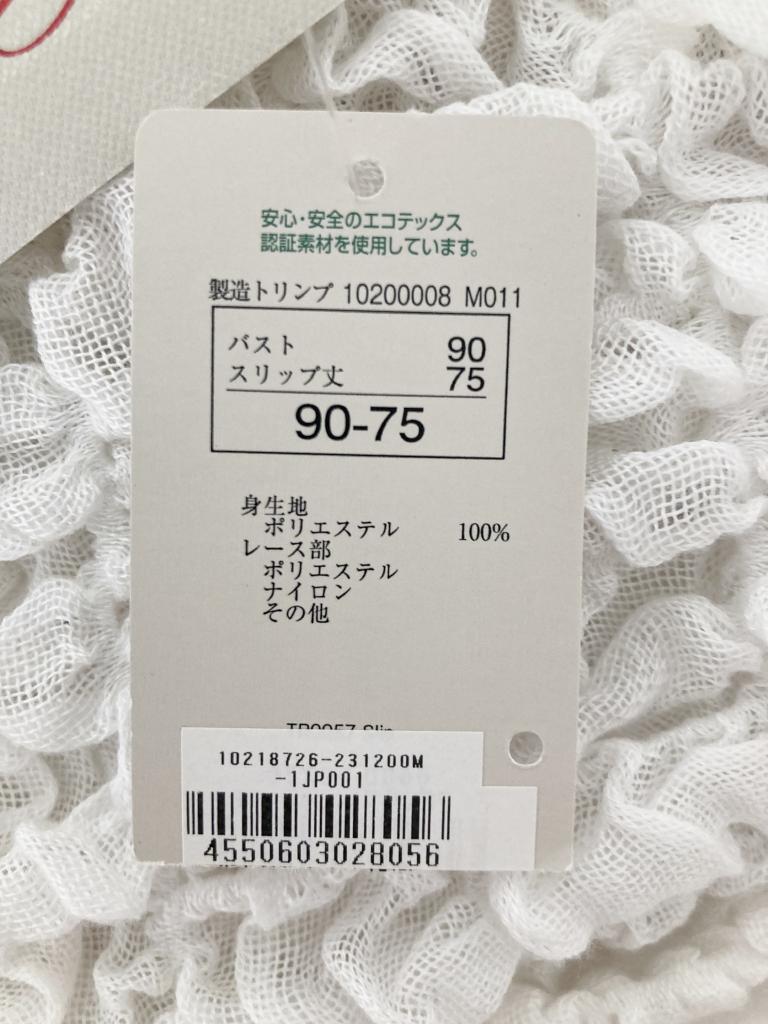 安心・安全のエコテックス
認証素材を使用しています。
製造トリンプ 10200008 M011
バスト 90
スリップ丈 75
90-75
身生地
ポリエステル 100%
レース部
ポリエステル
ナイロン
その他
10218726-231200M
-1JP001
4550603028056